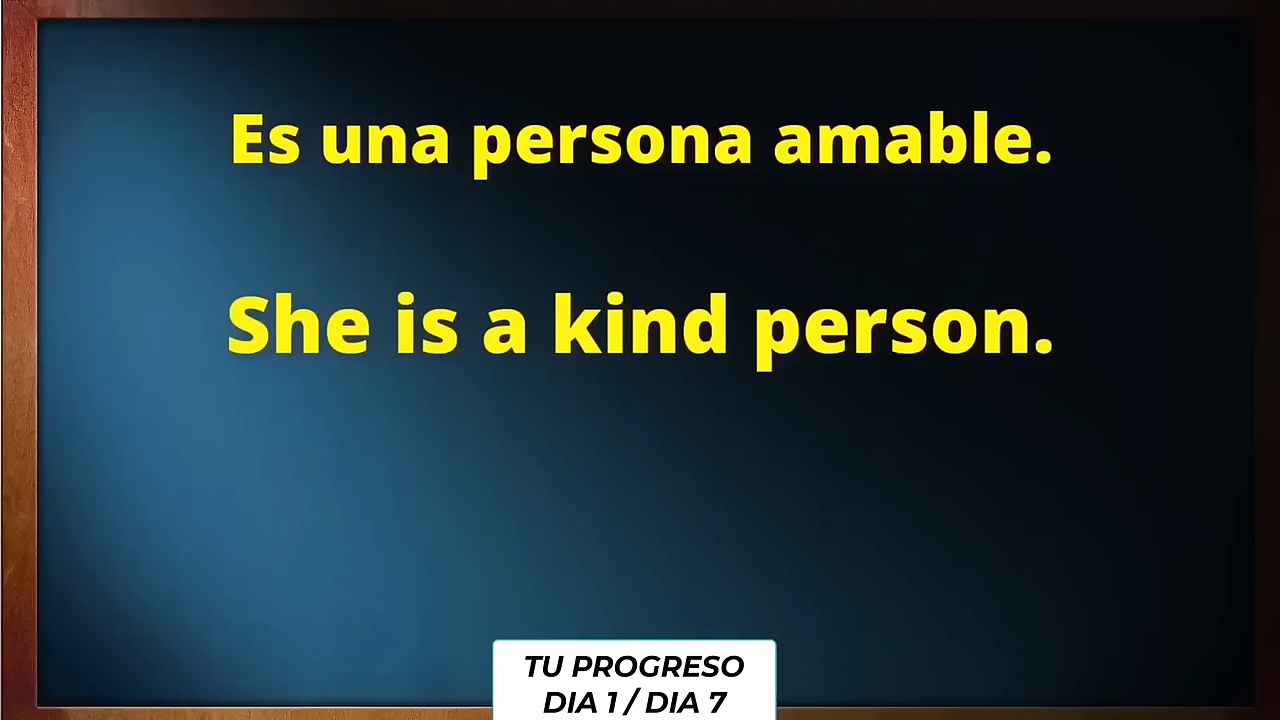 Es una persona amable.
She is a kind person.
TU PROGRESO
DIA 1 / DIA 7